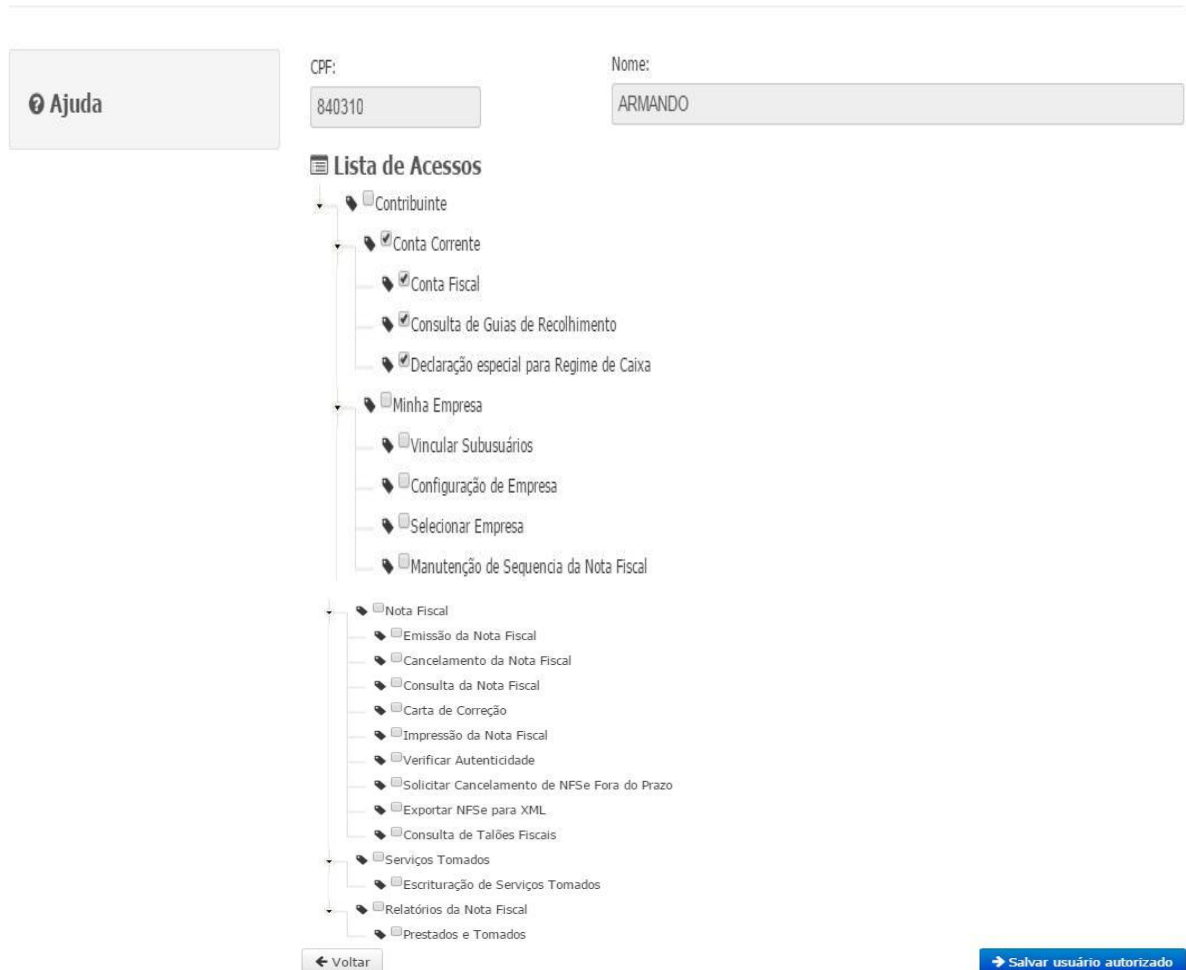 Ajuda
CPF:
Nome:
840310
ARMANDO
Lista de Acessos
Contribuinte
Conta Corrente
Conta Fiscal
Consulta de Guias de Recolhimento
Declaração especial para Regime de Caixa
Minha Empresa
Vincular Subusuários
Configuração de Empresa
Selecionar Empresa
Manutenção de Sequencia da Nota Fiscal
Nota Fiscal
Emissão da Nota Fiscal
Cancelamento da Nota Fiscal
Consulta da Nota Fiscal
Carta de Correção
Impressão da Nota Fiscal
Verificar Autenticidade
Solicitar Cancelamento de NFSe Fora do Prazo
Exportar NFSe para XML
Consulta de Talões Fiscais
Serviços Tomados
Escrituração de Serviços Tomados
Relatórios da Nota Fiscal
Prestados e Tomados
Voltar
Salvar usuário autorizado